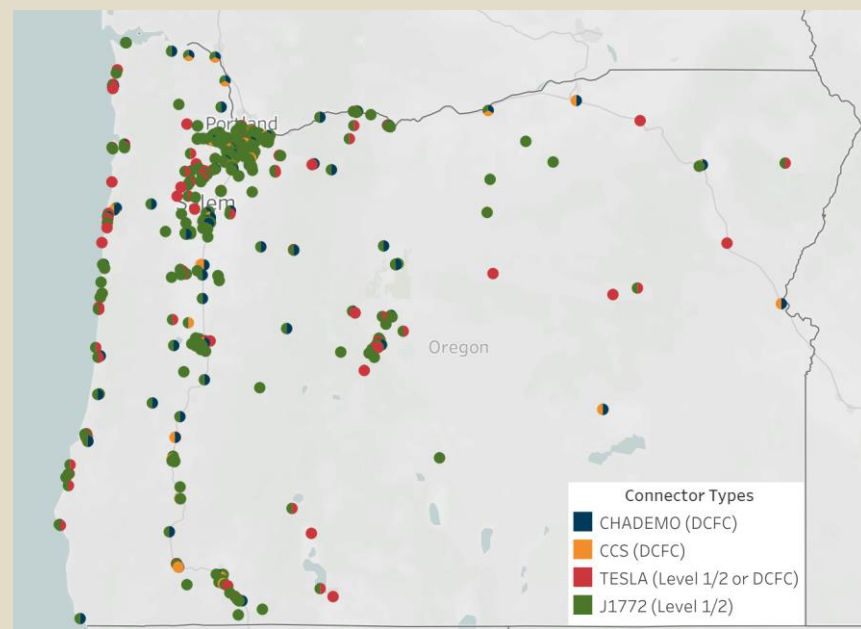 Portland
Salem
Oregon
Connector Types
CHADEMO (DCFC)
CCS (DCFC)
TESLA (Level 1/2 or DCFC)
J1772 (Level 1/2)